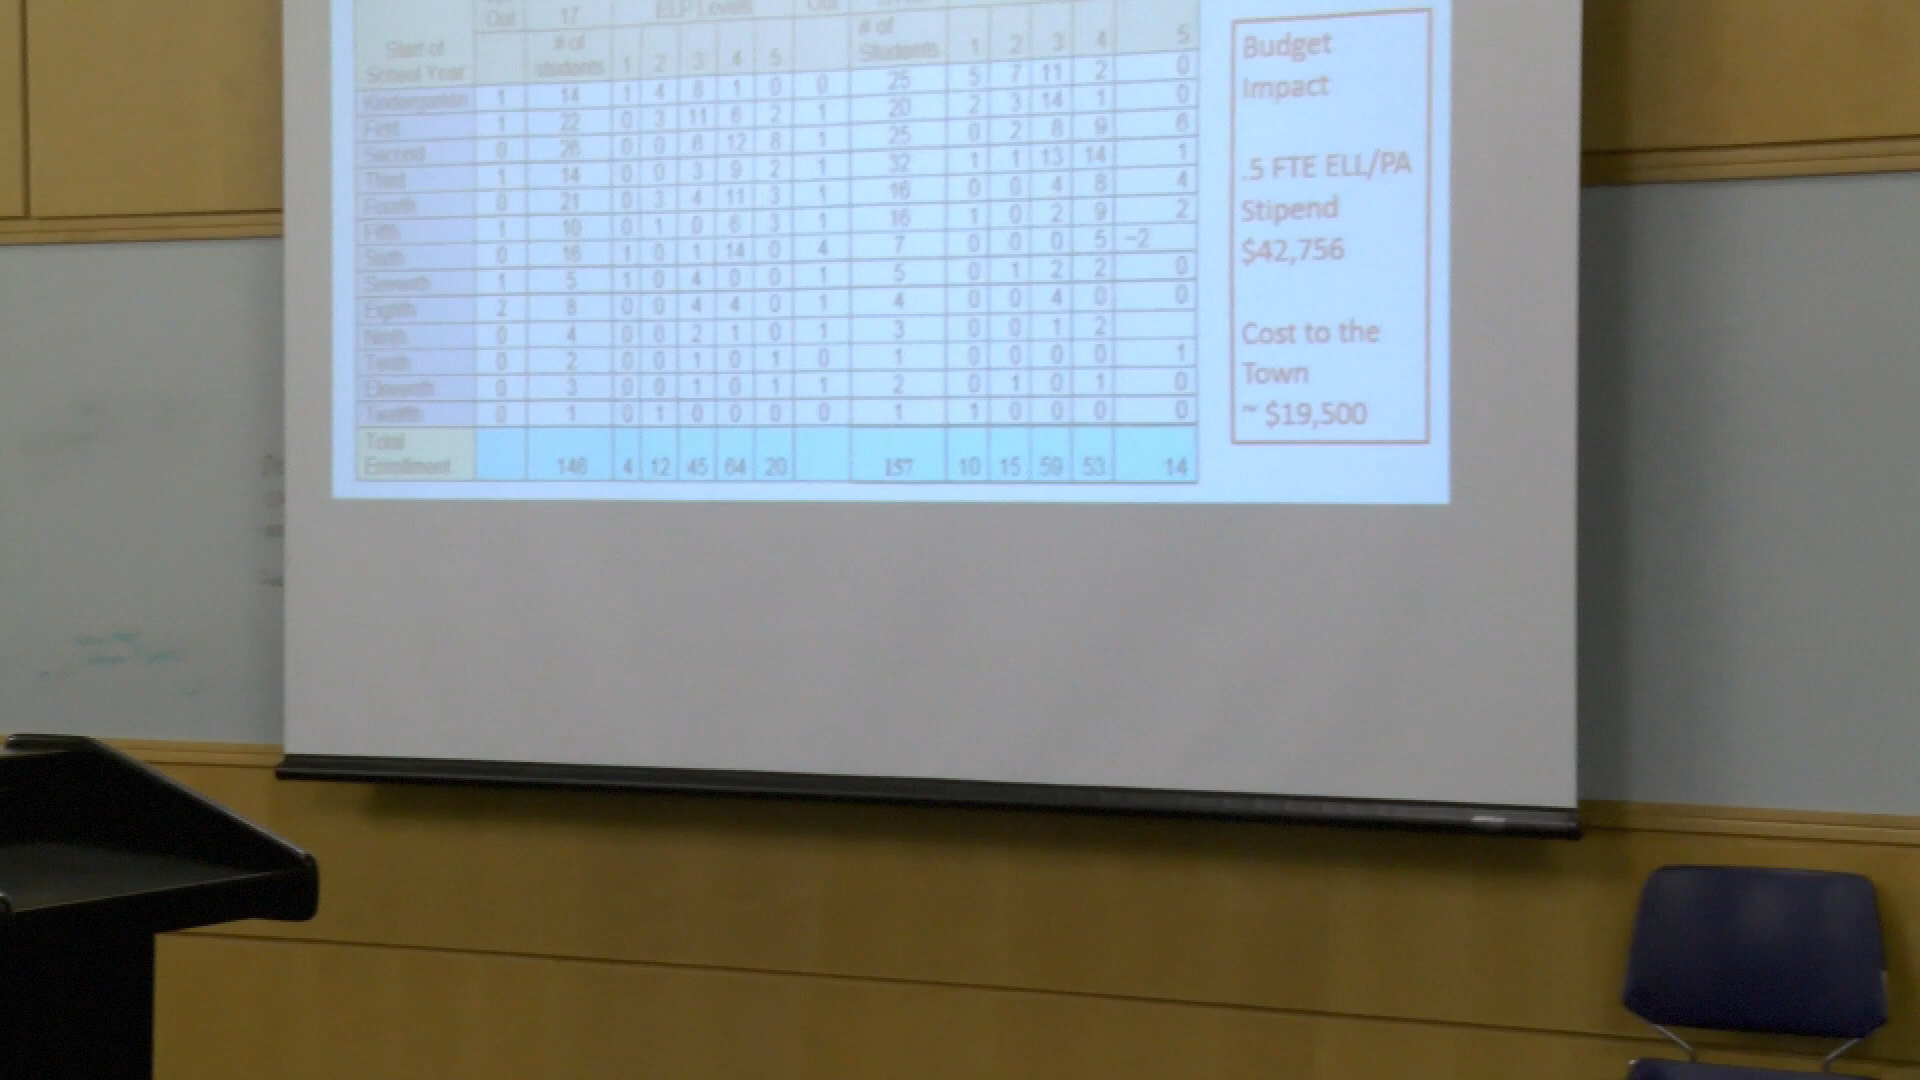 Out 17 ELP Levels Out
Start of # of # of
School Year students 1 2 3 4 5 Students 1 2 3 4 5
Kindergarten 1 14 1 4 8 1 0 0 25 5 7 11 2 0
First 1 22 0 3 11 6 2 1 20 2 3 14 1 0
Second 0 26 0 0 6 12 8 1 25 0 2 8 9 6
Third 1 14 0 0 3 9 2 1 32 1 1 13 14 1
Fourth 0 21 0 3 4 11 3 1 16 0 0 4 8 4
Fifth 1 10 0 1 0 6 3 1 16 1 0 2 9 2
Sixth 0 16 1 0 1 14 0 4 7 0 0 0 5 -2
Seventh 1 5 1 0 4 0 0 1 5 0 1 2 2 0
Eighth 2 8 0 0 4 4 0 1 4 0 0 4 0 0
Ninth 0 4 0 0 2 1 0 1 3 0 0 1 2
Tenth 0 2 0 0 1 0 1 0 1 0 0 0 0 1
Eleventh 0 3 0 0 1 0 1 1 2 0 1 0 1 0
Twelfth 0 1 0 1 0 0 0 0 1 1 0 0 0 0
Total
Enrollment 146 4 12 45 64 20 157 10 15 59 53 14
Budget
Impact
.5 FTE ELL/PA
Stipend
$42,756
Cost to the
Town
~ $19,500